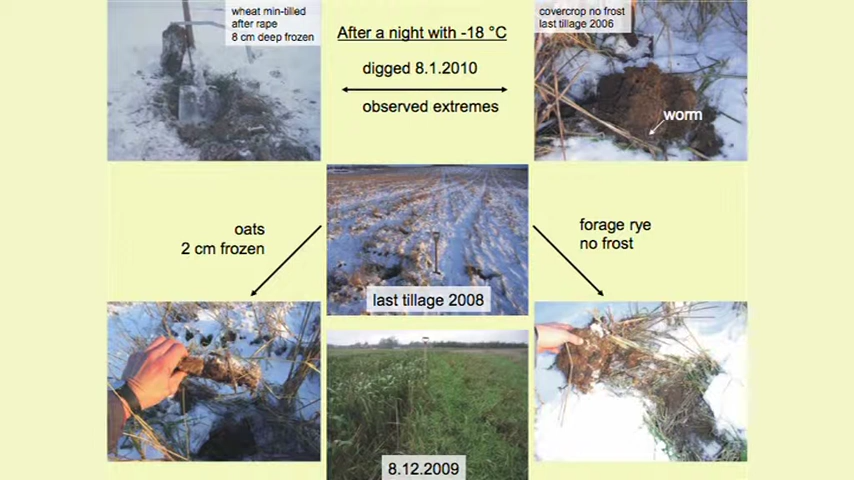 wheat min-tilled
after rape
8 cm deep frozen
After a night with -18 °C
digged 8.1.2010
observed extremes
covercrop no frost
last tillage 2006
worm
oats
2 cm frozen
forage rye
no frost
last tillage 2008
8.12.2009